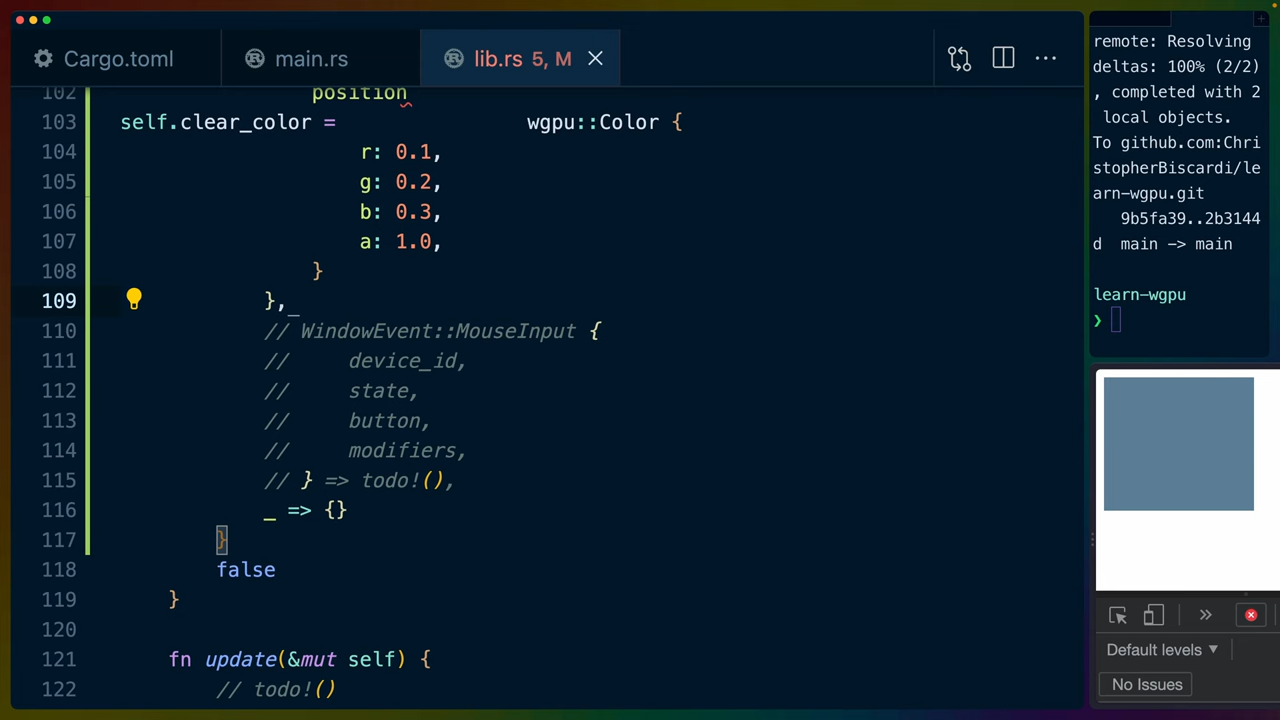 Cargo.toml
main.rs
lib.rs 5, M
102 position
103 self.clear_color = wgpu::Color {
104 r: 0.1,
105 g: 0.2,
106 b: 0.3,
107 a: 1.0,
108 }
109 },_
110 // WindowEvent::MouseInput {
111 // device_id,
112 // state,
113 // button,
114 // modifiers,
115 // } => todo!(),
116 _ => {}
117 }
118 false
119 }
120
121 fn update(&mut self) {
122 // todo!()
remote: Resolving
deltas: 100% (2/2)
, completed with 2
local objects.
To github.com:Chri
stopherBiscardi/le
arn-wgpu.git
9b5fa39..2b3144
d main -> main
learn-wgpu
❯
Default levels ▼
No Issues